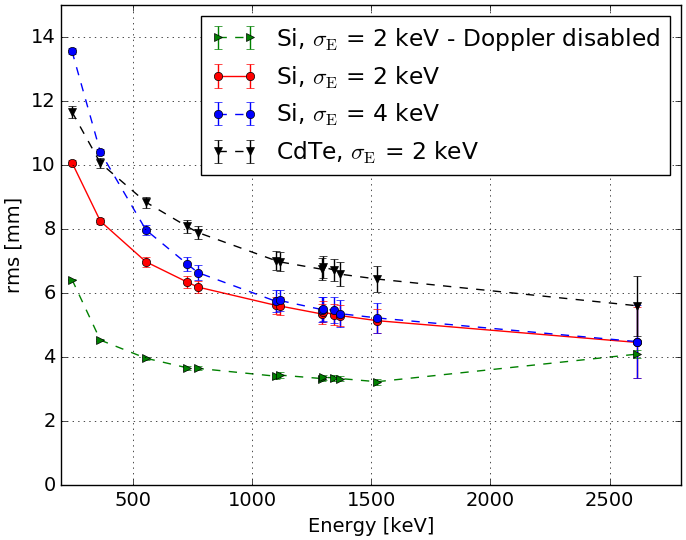 Si, σE = 2 keV - Doppler disabled
Si, σE = 2 keV
Si, σE = 4 keV
CdTe, σE = 2 keV
14
12
10
8
6
4
2
0
rms [mm]
500 1000 1500 2000 2500
Energy [keV]